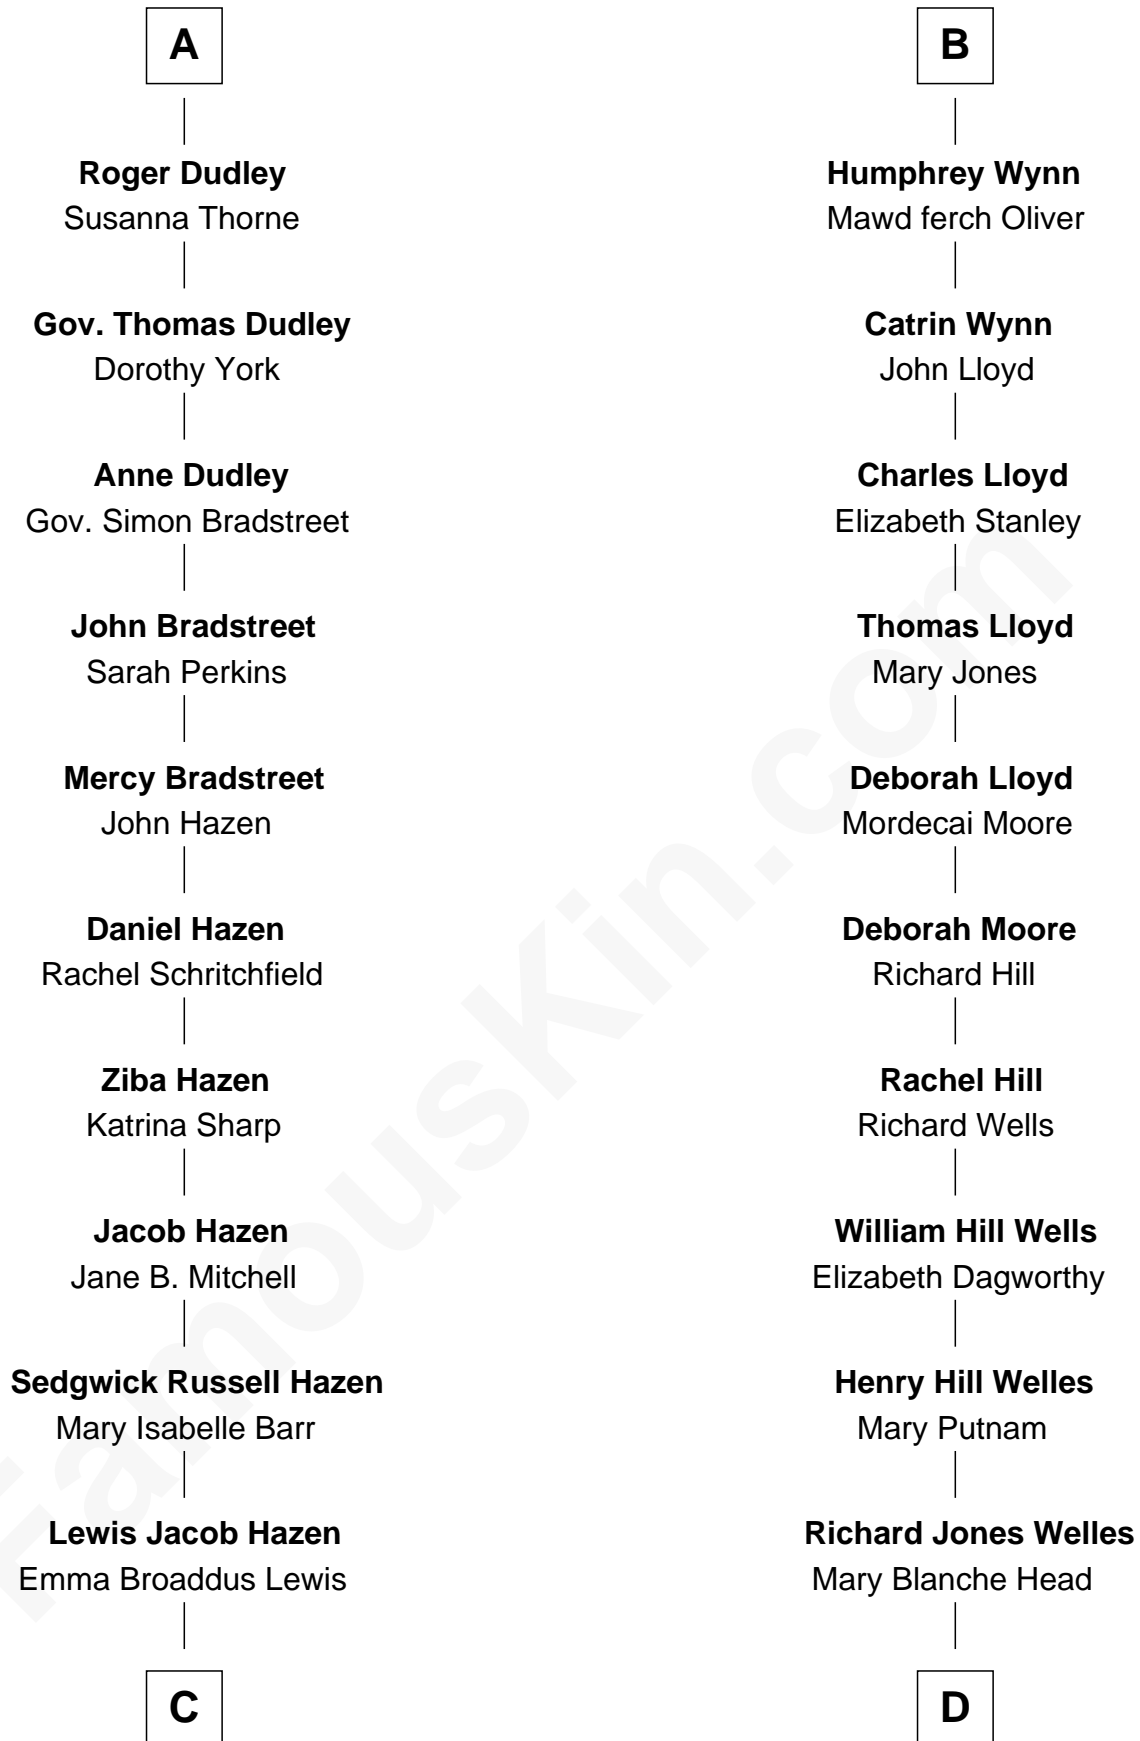 A
Roger Dudley
Susanna Thorne
Gov. Thomas Dudley
Dorothy York
Anne Dudley
Gov. Simon Bradstreet
John Bradstreet
Sarah Perkins
Mercy Bradstreet
John Hazen
Daniel Hazen
Rachel Schritchfield
Ziba Hazen
Katrina Sharp
Jacob Hazen
Jane B. Mitchell
Sedgwick Russell Hazen
Mary Isabelle Barr
Lewis Jacob Hazen
Emma Broaddus Lewis
C
B
Humphrey Wynn
Mawd ferch Oliver
Catrin Wynn
John Lloyd
Charles Lloyd
Elizabeth Stanley
Thomas Lloyd
Mary Jones
Deborah Lloyd
Mordecai Moore
Deborah Moore
Richard Hill
Rachel Hill
Richard Wells
William Hill Wells
Elizabeth Dagworthy
Henry Hill Welles
Mary Putnam
Richard Jones Welles
Mary Blanche Head
D
FamousKin.com